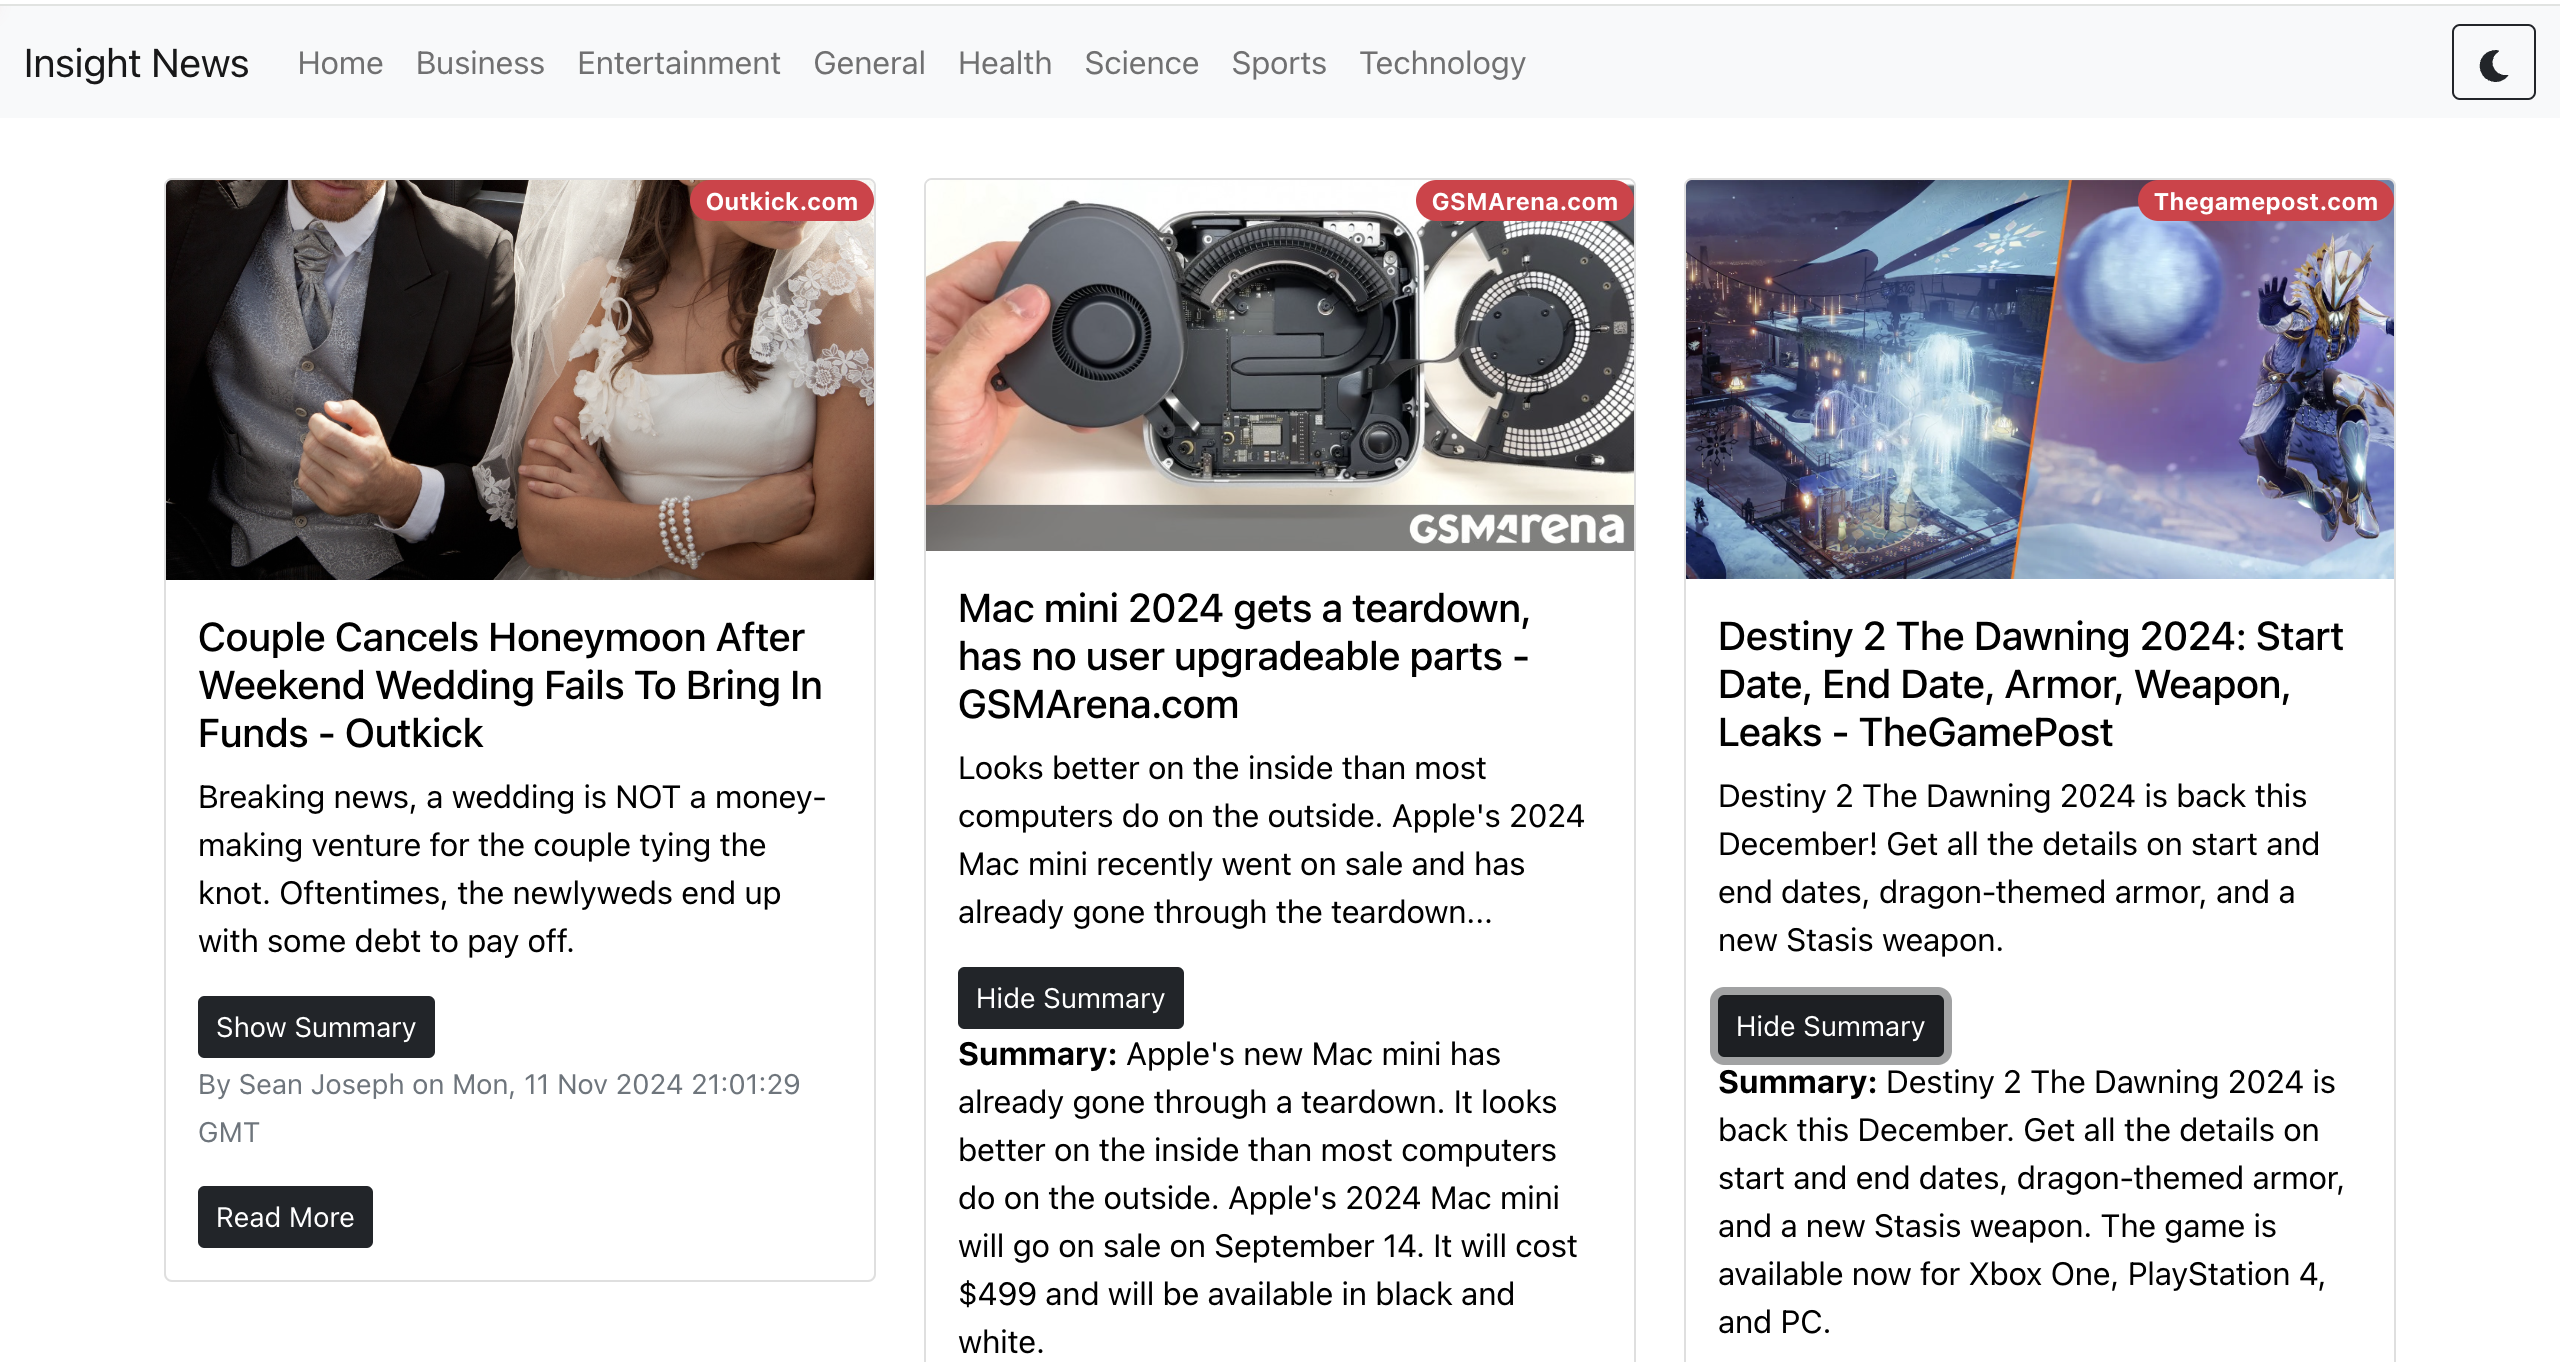 Insight News Home Business Entertainment General Health Science Sports Technology
Outkick.com
Couple Cancels Honeymoon After
Weekend Wedding Fails To Bring In
Funds - Outkick
Breaking news, a wedding is NOT a money-
making venture for the couple tying the
knot. Oftentimes, the newlyweds end up
with some debt to pay off.
Show Summary
By Sean Joseph on Mon, 11 Nov 2024 21:01:29
GMT
Read More
GSMArena.com
GSMArena
Mac mini 2024 gets a teardown,
has no user upgradeable parts -
GSMArena.com
Looks better on the inside than most
computers do on the outside. Apple's 2024
Mac mini recently went on sale and has
already gone through the teardown...
Hide Summary
Summary: Apple's new Mac mini has
already gone through a teardown. It looks
better on the inside than most computers
do on the outside. Apple's 2024 Mac mini
will go on sale on September 14. It will cost
$499 and will be available in black and
white.
Thegamepost.com
Destiny 2 The Dawning 2024: Start
Date, End Date, Armor, Weapon,
Leaks - TheGamePost
Destiny 2 The Dawning 2024 is back this
December! Get all the details on start and
end dates, dragon-themed armor, and a
new Stasis weapon.
Hide Summary
Summary: Destiny 2 The Dawning 2024 is
back this December. Get all the details on
start and end dates, dragon-themed armor,
and a new Stasis weapon. The game is
available now for Xbox One, PlayStation 4,
and PC.